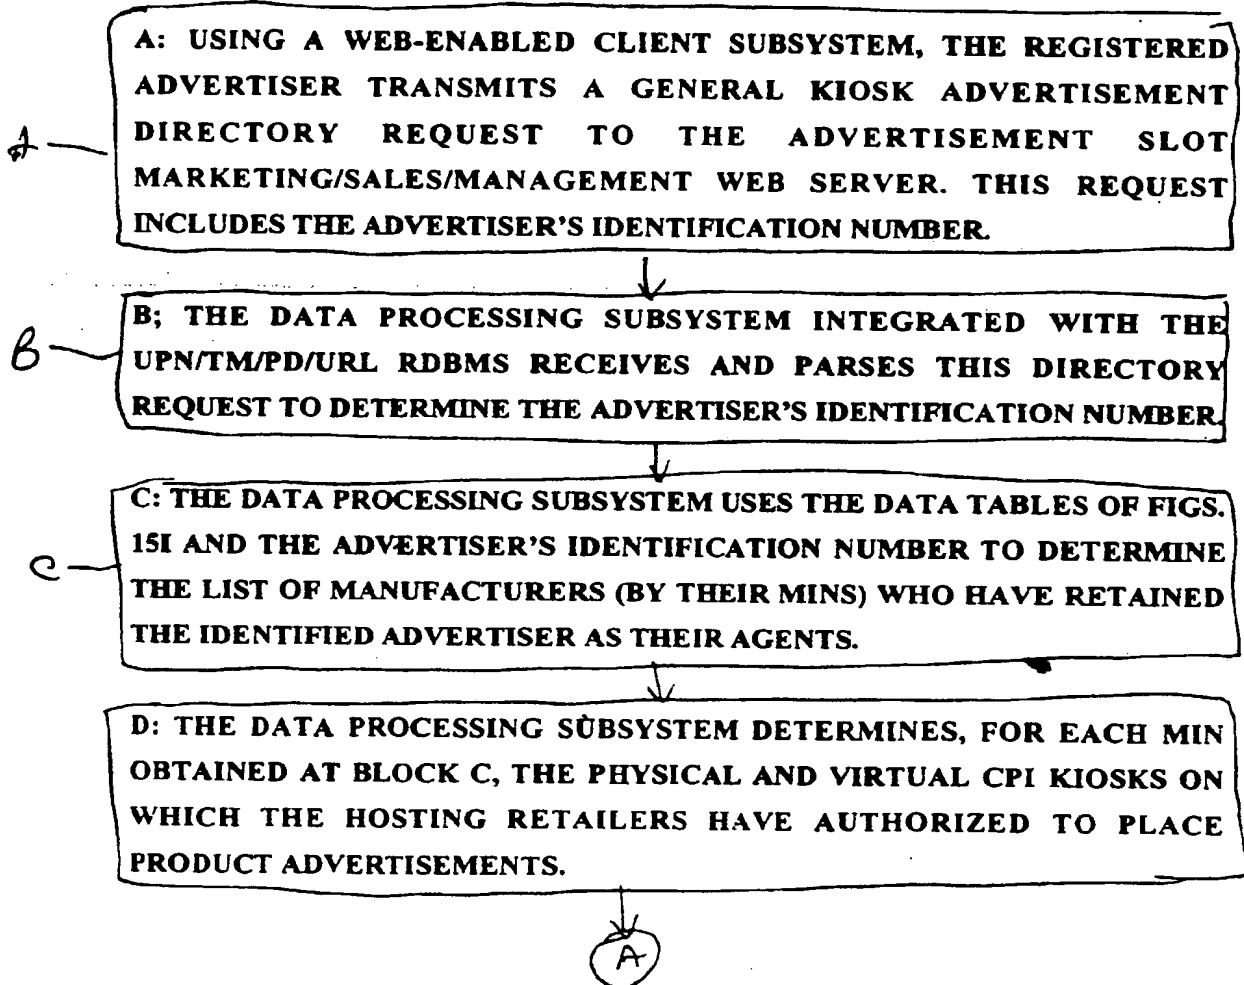 A: USING A WEB-ENABLED CLIENT SUBSYSTEM, THE REGISTERED
ADVERTISER TRANSMITS A GENERAL KIOSK ADVERTISEMENT
DIRECTORY REQUEST TO THE ADVERTISEMENT SLOT
A
MARKETING/SALES/MANAGEMENT WEB SERVER. THIS REQUEST
INCLUDES THE ADVERTISER'S IDENTIFICATION NUMBER.
B; THE DATA PROCESSING SUBSYSTEM INTEGRATED WITH THE
B
UPN/TM/PD/URL RDBMS RECEIVES AND PARSES THIS DIRECTORY
REQUEST TO DETERMINE THE ADVERTISER'S IDENTIFICATION NUMBER.
C: THE DATA PROCESSING SUBSYSTEM USES THE DATA TABLES OF FIGS.
15I AND THE ADVERTISER'S IDENTIFICATION NUMBER TO DETERMINE
C
THE LIST OF MANUFACTURERS (BY THEIR MINS) WHO HAVE RETAINED
THE IDENTIFIED ADVERTISER AS THEIR AGENTS.
D: THE DATA PROCESSING SUBSYSTEM DETERMINES, FOR EACH MIN
OBTAINED AT BLOCK C, THE PHYSICAL AND VIRTUAL CPI KIOSKS ON
WHICH THE HOSTING RETAILERS HAVE AUTHORIZED TO PLACE
PRODUCT ADVERTISEMENTS.
A